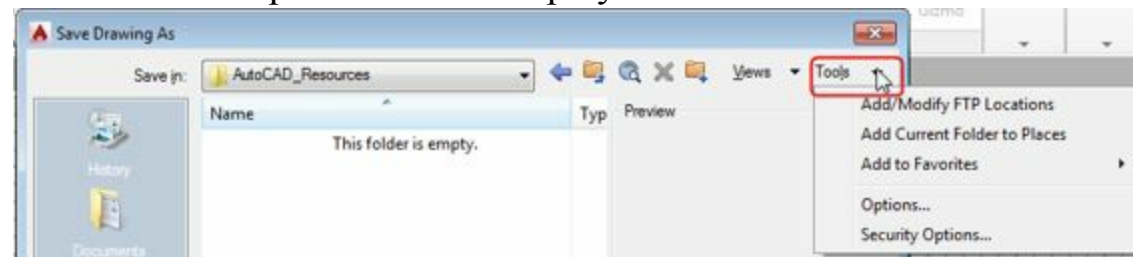 Gizmo
Save Drawing As
Save in: AutoCAD_Resources Views Tools
Name Typ Preview
This folder is empty.
History
Documents
Add/Modify FTP Locations
Add Current Folder to Places
Add to Favorites
Options...
Security Options...